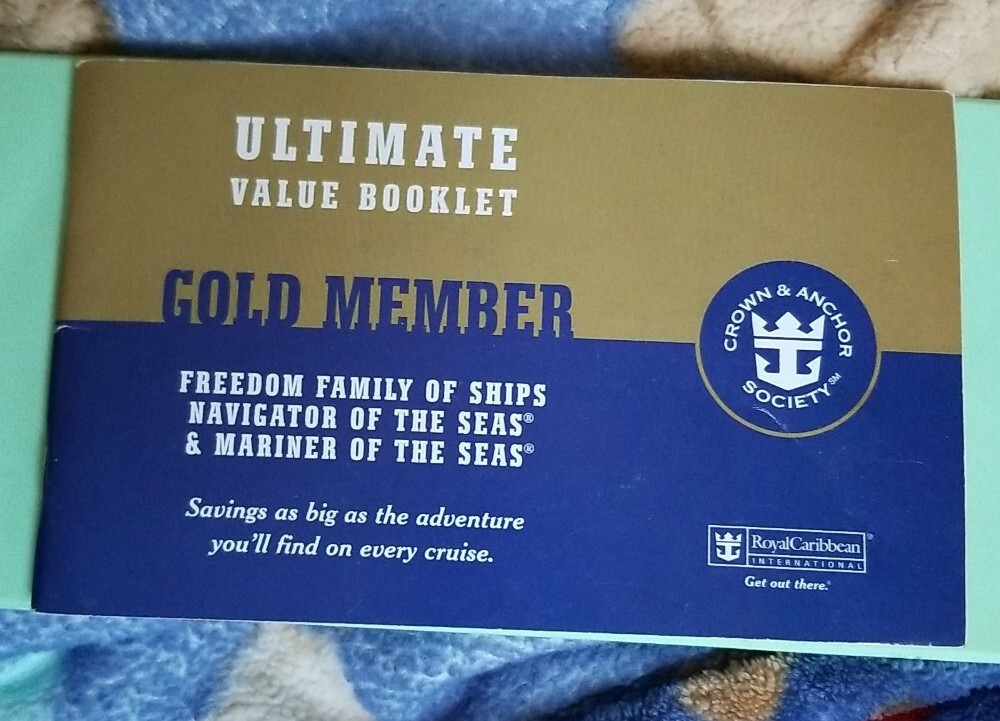 ULTIMATE
VALUE BOOKLET
GOLD MEMBER
FREEDOM FAMILY OF SHIPS
NAVIGATOR OF THE SEAS®
& MARINER OF THE SEAS®
Savings as big as the adventure
you'll find on every cruise.
CROWN & ANCHOR
SOCIETY℠
RoyalCaribbean®
INTERNATIONAL
Get out there.®